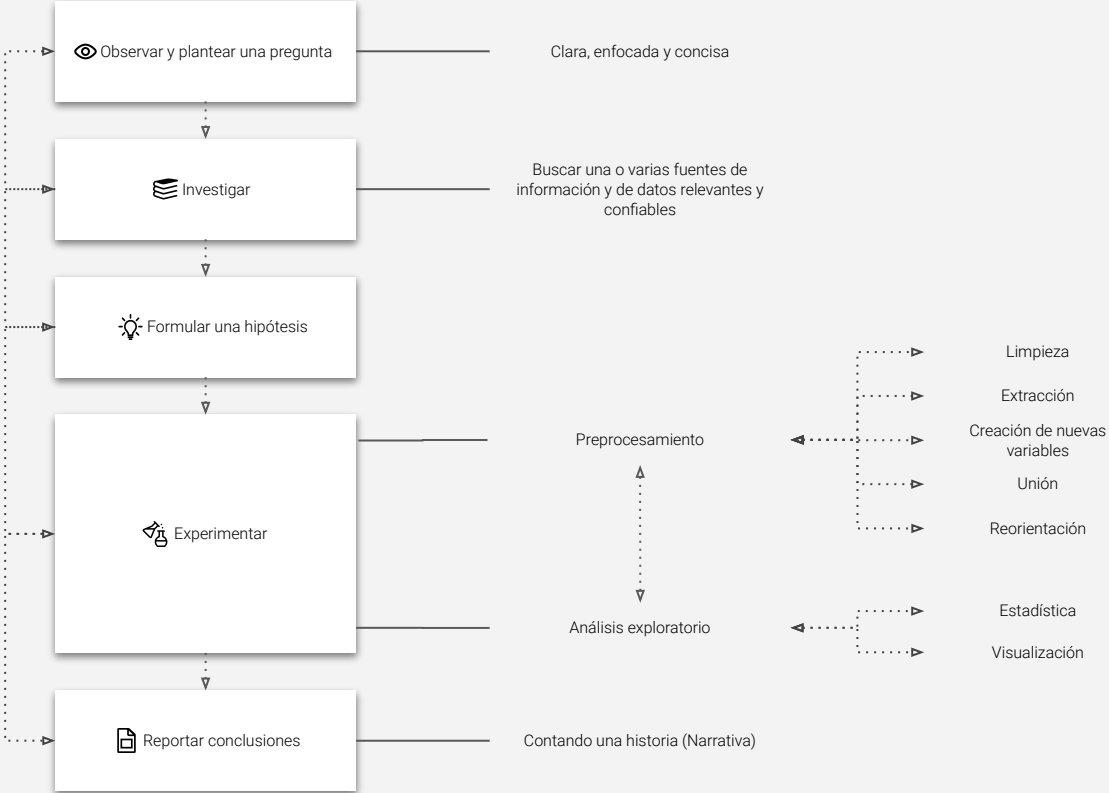 Observar y plantear una pregunta
Clara, enfocada y concisa
Investigar
Buscar una o varias fuentes de
información y de datos relevantes y
confiables
Formular una hipótesis
Experimentar
Preprocesamiento
Limpieza
Extracción
Creación de nuevas
variables
Unión
Reorientación
Análisis exploratorio
Estadística
Visualización
Reportar conclusiones
Contando una historia (Narrativa)